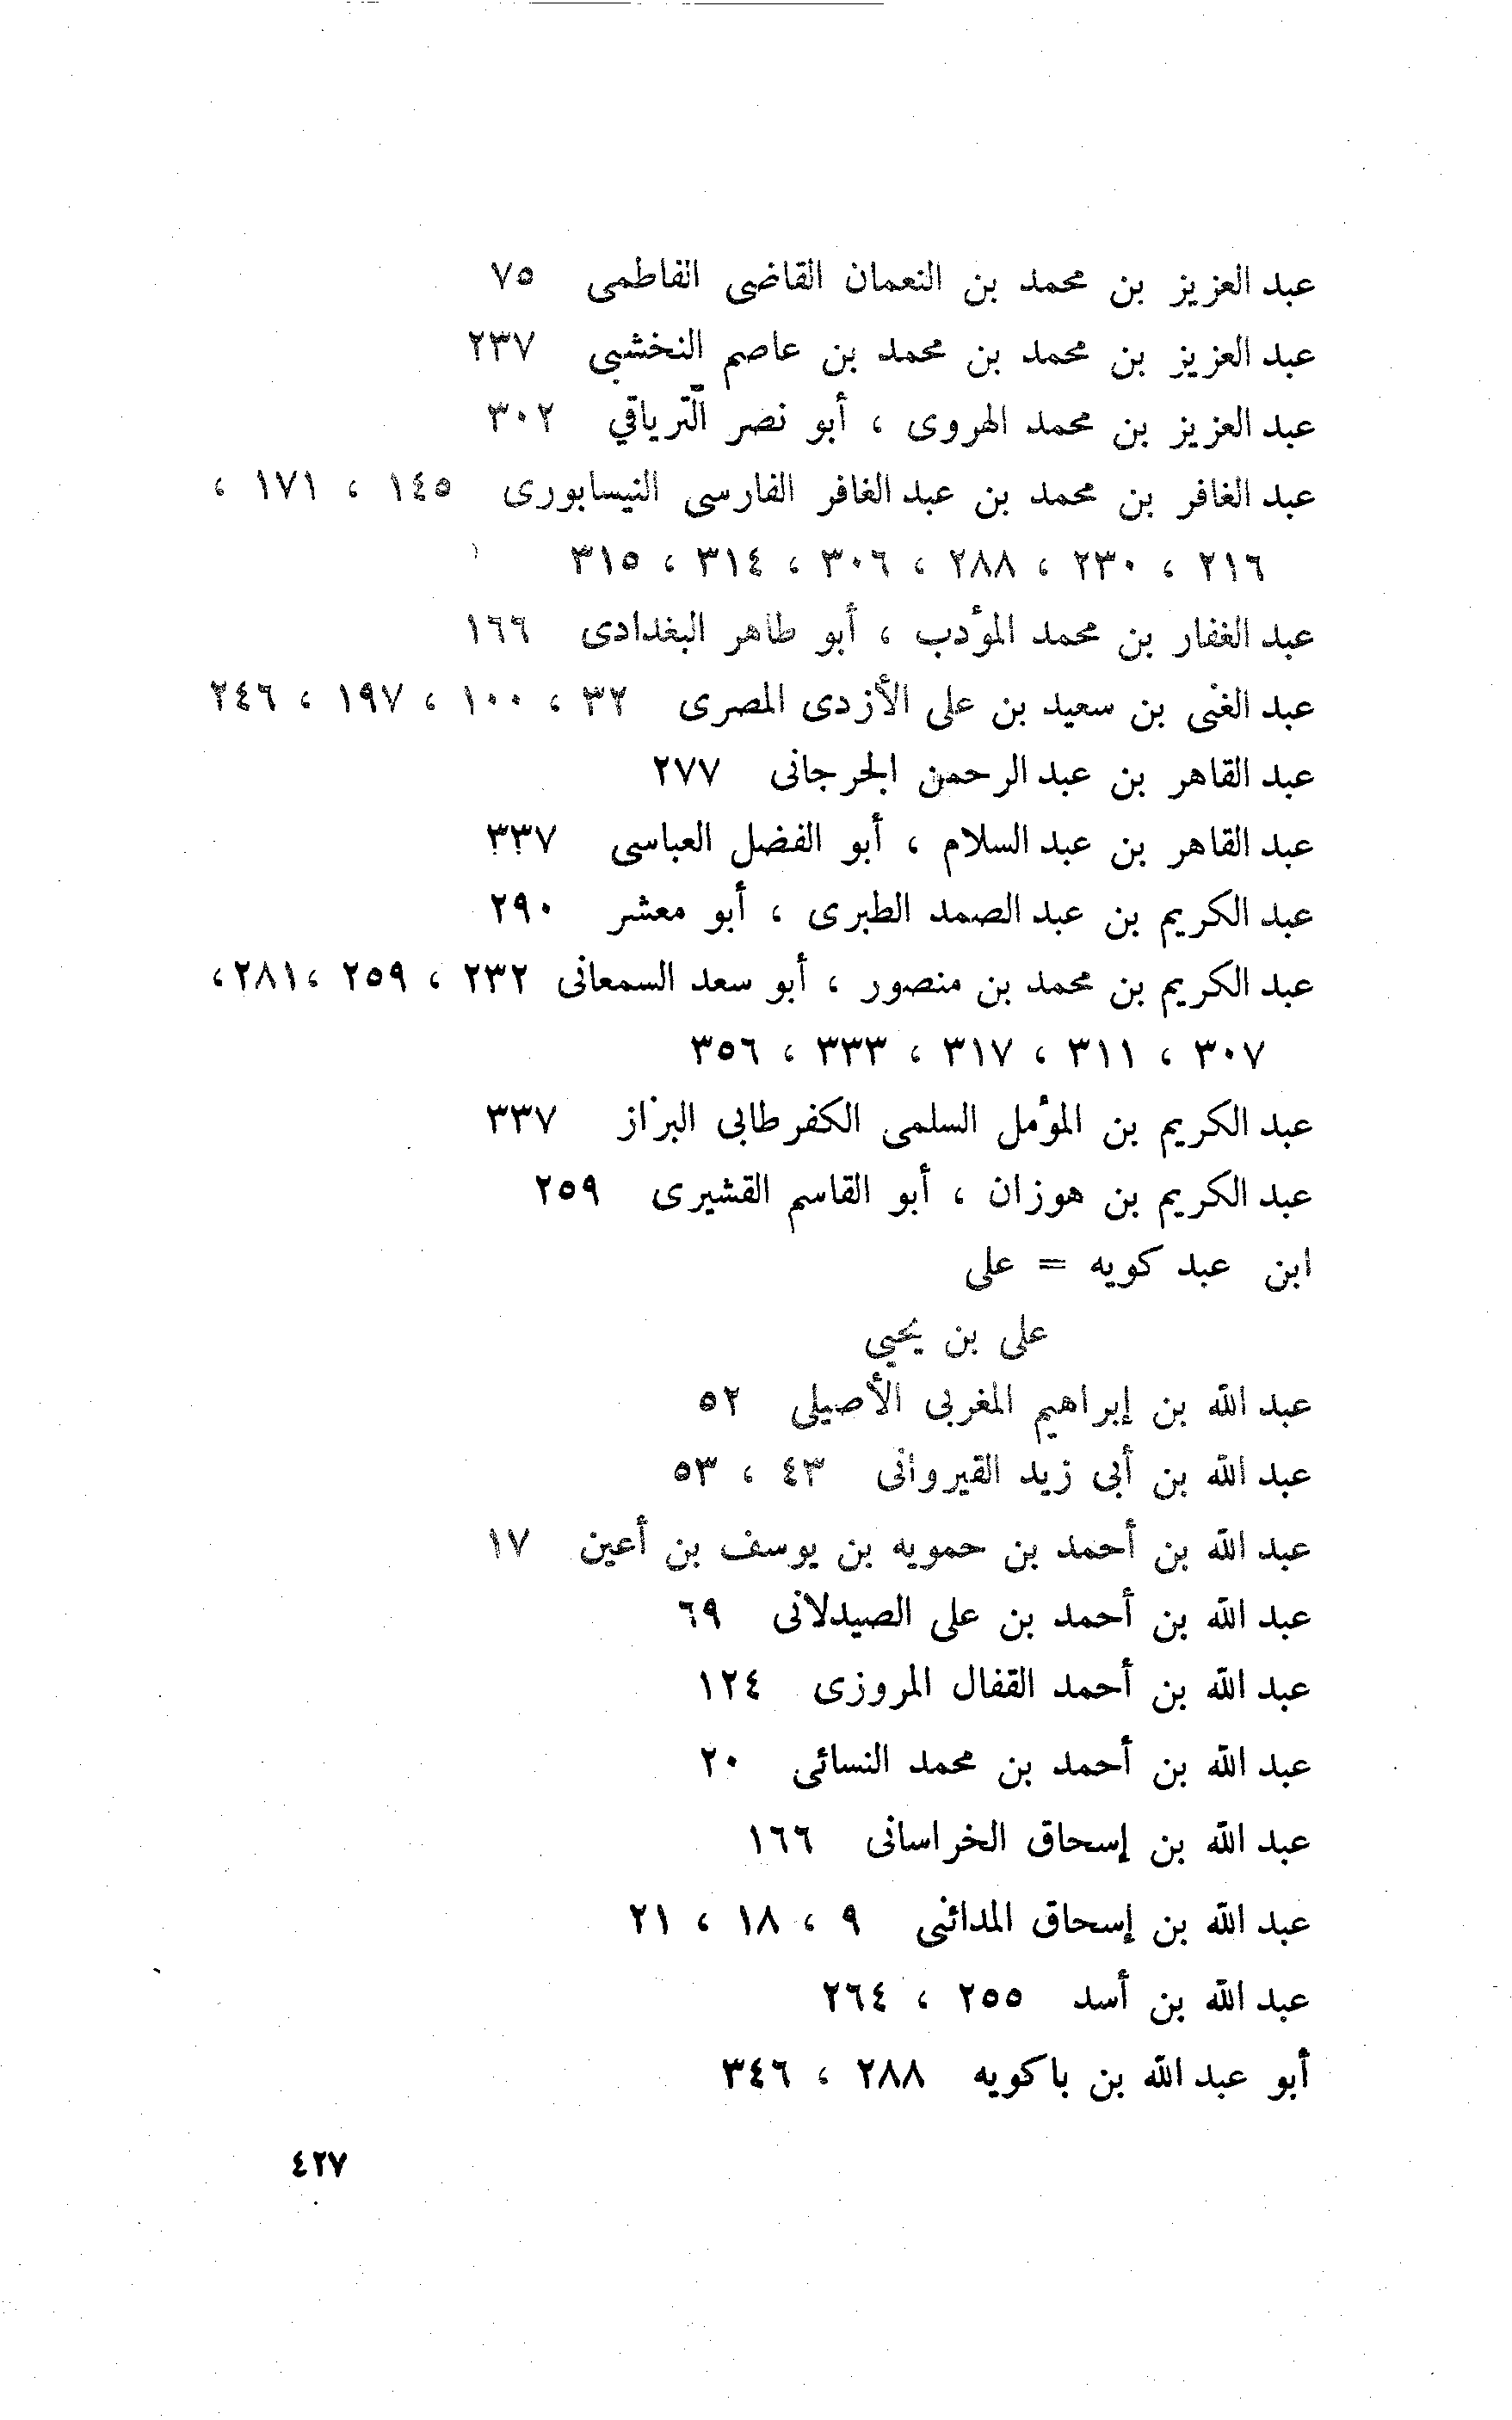 عبد العزيز بن محمد بن النعمان القاضى الفاطمى ٧٥
عبد العزيز بن محمد بن محمد بن عاصم النخشبى ٢٣٧
عبد العزيز بن محمد الهروى ، أبو نصر التّرياقي ٣٠٢
عبد الغافر بن محمد بن عبد الغافر الفارسى النيسابورى ١٤٥ ، ١٧١ ،
٢١٦ ، ٢٣٠ ، ٢٨٨ ، ٣٠٦ ، ٣١٤ ، ٣١٥
عبد الغفار بن محمد المؤدب ، أبو طاهر البغدادى ١٦٦
عبد الغنى بن سعيد بن على الأزدى المصرى ٣٢ ، ١٠٠ ، ١٩٧ ، ٢٤٦
عبد القاهر بن عبد الرحمن الجرجانى ٢٧٧
عبد القاهر بن عبد السلام ، أبو الفضل العباسى ٣٣٧
عبد الكريم بن عبد الصمد الطبرى ، أبو معشر ٢٩٠
عبد الكريم بن محمد بن منصور ، أبو سعد السمعانى ٢٣٢ ، ٢٥٩ ،٢٨١،
٣٠٧ ، ٣١١ ، ٣١٧ ، ٣٣٣ ، ٣٥٦
عبد الكريم بن المؤمل السلمى الكفرطابى البزاز ٣٣٧
عبد الكريم بن هوزان ، أبو القاسم القشيرى ٢٥٩
ابن عبد كويه = على
على بن يحيى
عبد الله بن إبراهيم المغربى الأصيلى ٥٢
عبد الله بن أبى زيد القيروانى ٤٣ ، ٥٣
عبد الله بن أحمد بن حمويه بن يوسف بن أعين ١٧
عبد الله بن أحمد بن على الصيدلانى ٦٩
عبد الله بن أحمد القفال المروزى ١٢٤
عبد الله بن أحمد بن محمد النسائى ٢٠
عبد الله بن إسحاق الخراسانى ١٦٦
عبد الله بن إسحاق المدائنى ٩ ، ١٨ ، ٢١
عبد الله بن أسد ٢٥٥ ، ٢٦٤
أبو عبد الله بن باكويه ٢٨٨ ، ٣٤٦
٤٢٧